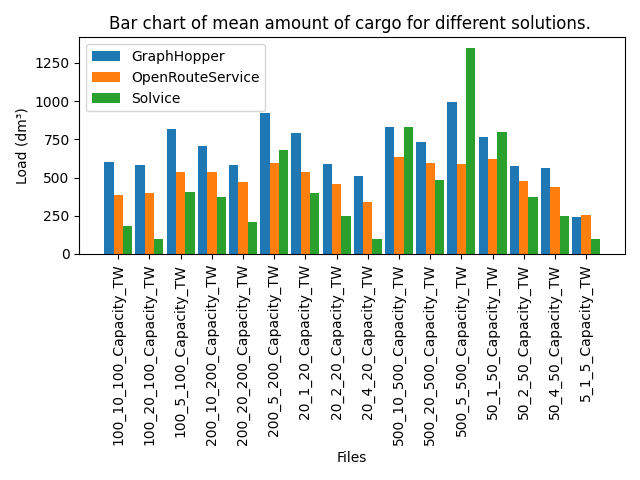 Bar chart of mean amount of cargo for different solutions.
GraphHopper
OpenRouteService
Solvice
Load (dm³)
1250
1000
750
500
250
0
100_10_100_Capacity_TW
100_20_100_Capacity_TW
100_5_100_Capacity_TW
200_10_200_Capacity_TW
200_20_200_Capacity_TW
200_5_200_Capacity_TW
20_1_20_Capacity_TW
20_2_20_Capacity_TW
20_4_20_Capacity_TW
500_10_500_Capacity_TW
500_20_500_Capacity_TW
500_5_500_Capacity_TW
50_1_50_Capacity_TW
50_2_50_Capacity_TW
50_4_50_Capacity_TW
5_1_5_Capacity_TW
Files